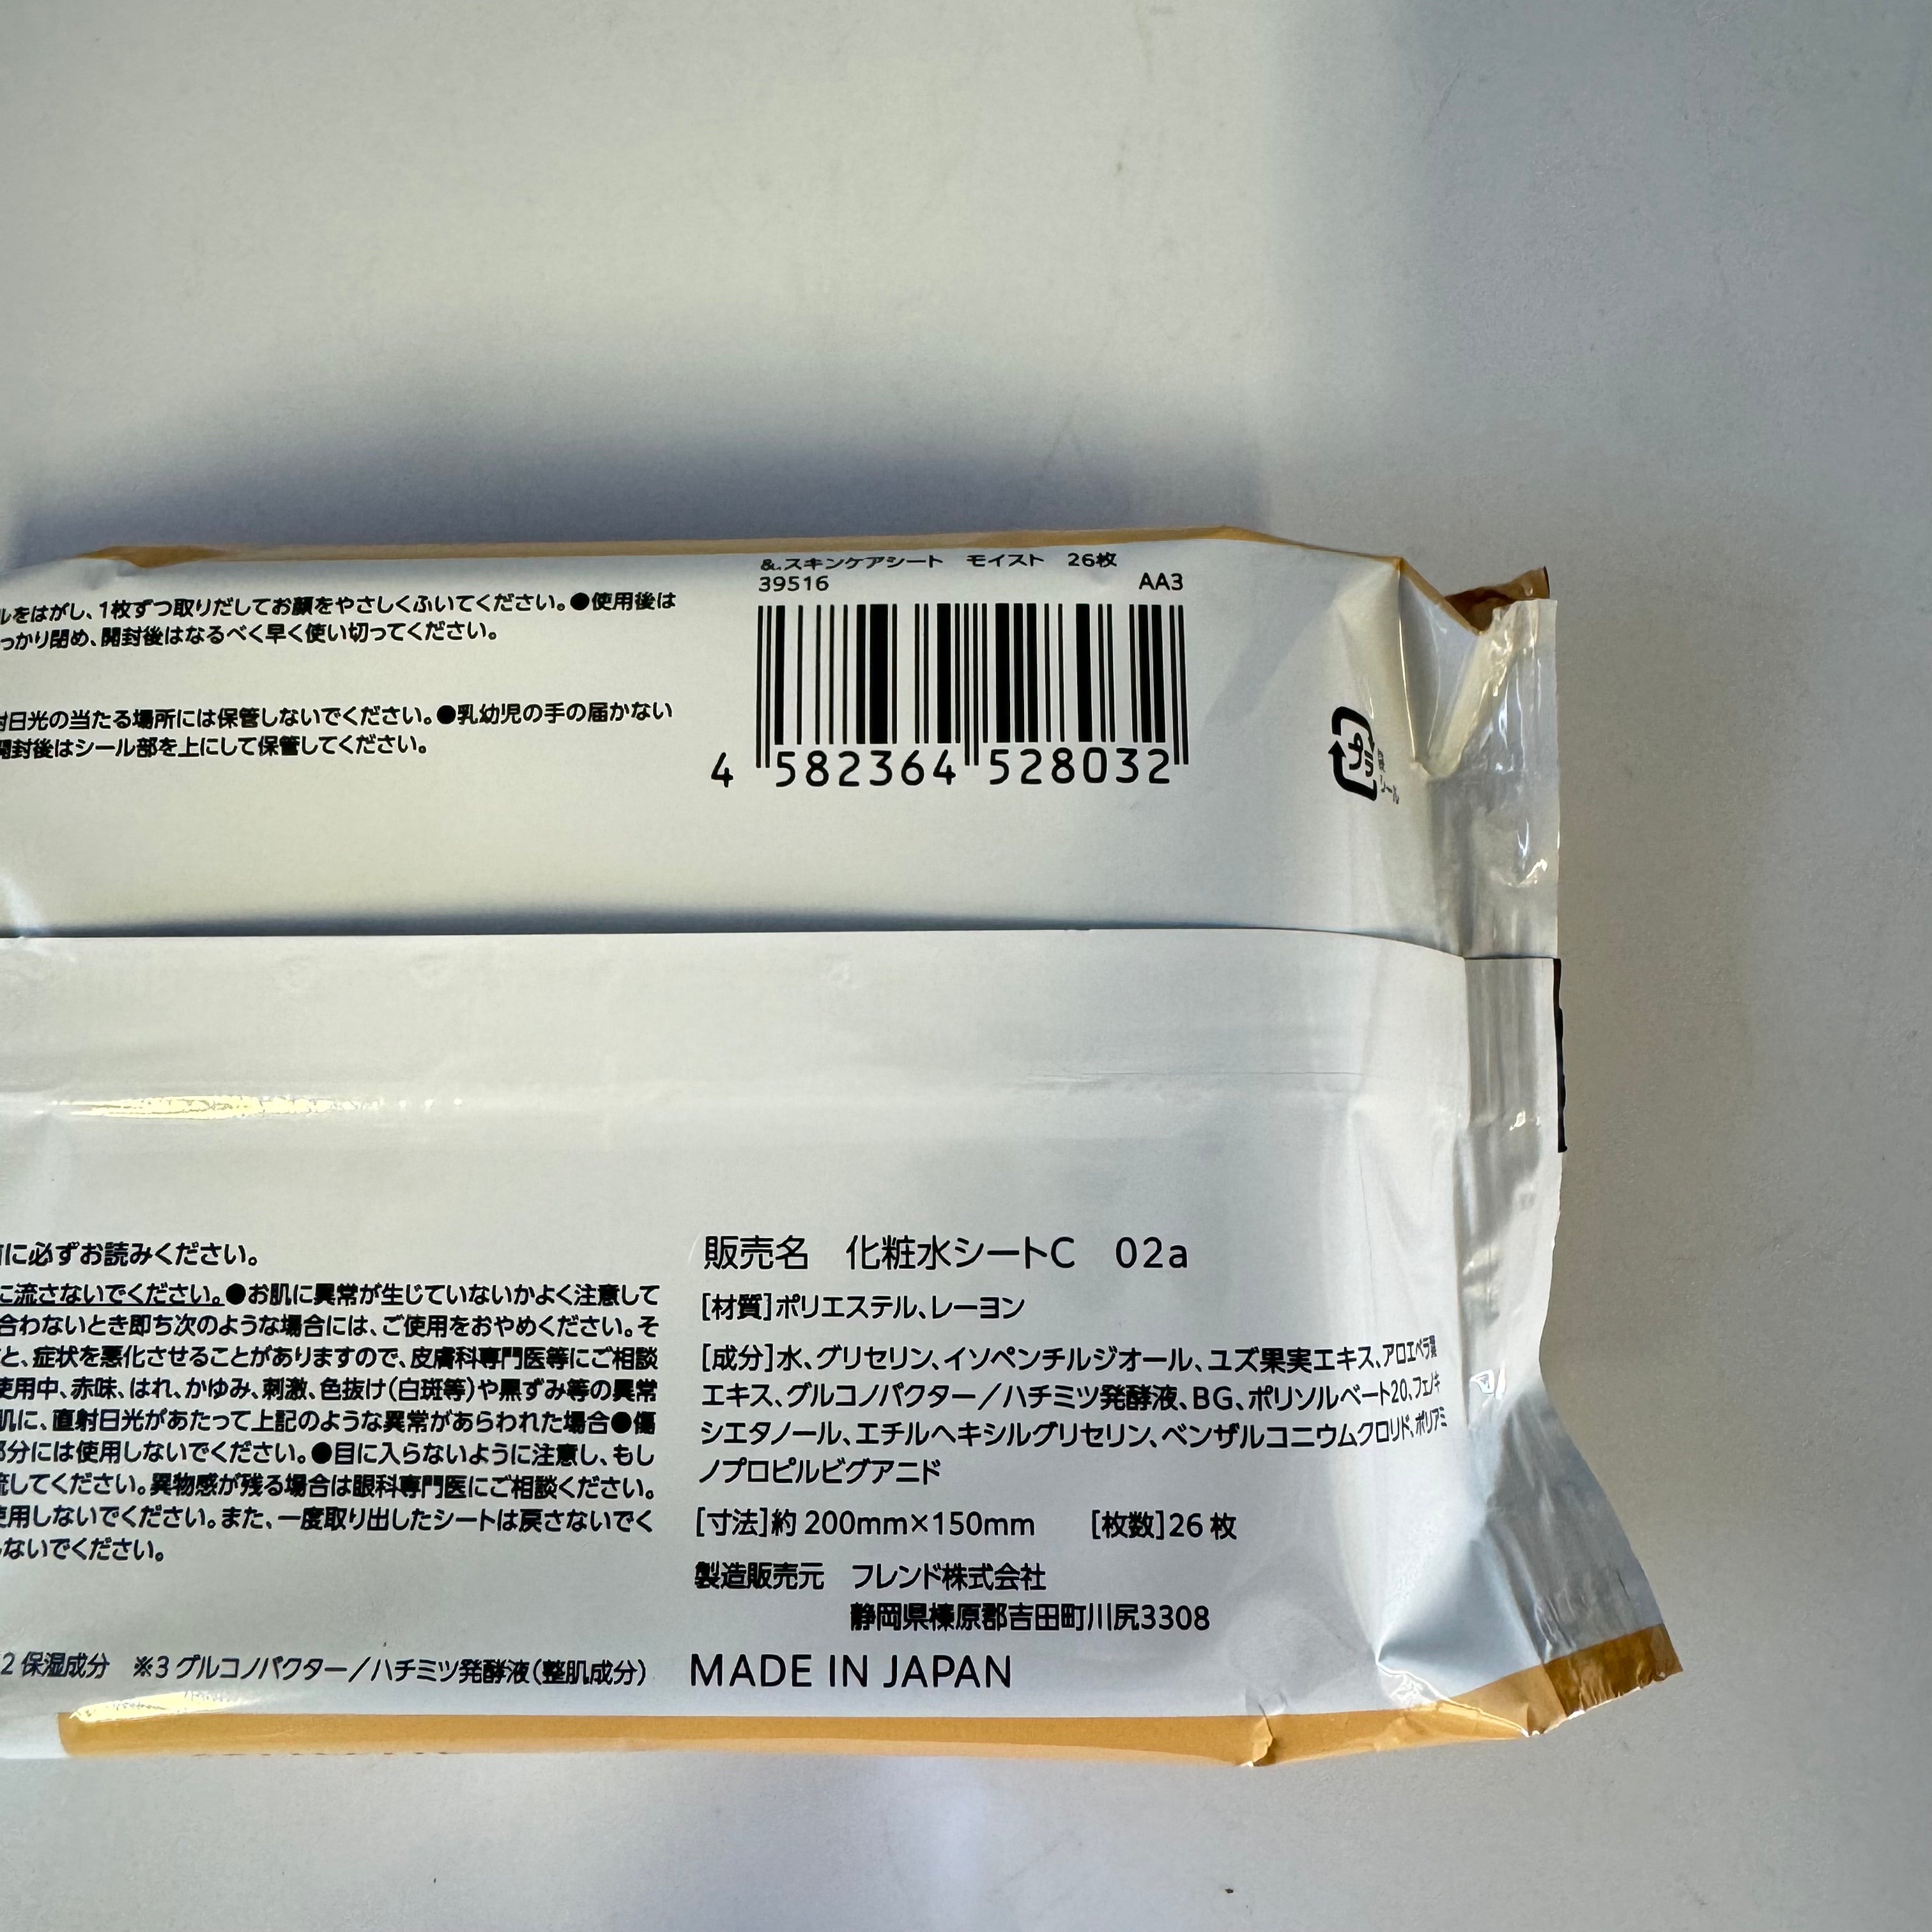 &.スキンケアシート　モイスト　26枚
39516　AA3
ルをはがし、1枚ずつ取りだしてお顔をやさしくふいてください。●使用後は
っかり閉め、開封後はなるべく早く使い切ってください。
射日光の当たる場所には保管しないでください。●乳幼児の手の届かない
開封後はシール部を上にして保管してください。
4 582364 528032
プラ
に必ずお読みください。
に流さないでください。●お肌に異常が生じていないかよく注意して
合わないとき即ち次のような場合には、ご使用をおやめください。そ
と、症状を悪化させることがありますので、皮膚科専門医等にご相談
使用中、赤味、はれ、かゆみ、刺激、色抜け(白斑等)や黒ずみ等の異常
肌に、直射日光があたって上記のような異常があらわれた場合●傷
部分には使用しないでください。●目に入らないように注意し、もし
流してください。異物感が残る場合は眼科専門医にご相談ください。
使用しないでください。また、一度取り出したシートは戻さないでく
しないでください。
2 保湿成分　※3 グルコノバクター／ハチミツ発酵液(整肌成分)
販売名　化粧水シートC　02a
[材質]ポリエステル、レーヨン
[成分]水、グリセリン、イソペンチルジオール、ユズ果実エキス、アロエベラ葉
エキス、グルコノバクター／ハチミツ発酵液、BG、ポリソルベート20、フェノキ
シエタノール、エチルヘキシルグリセリン、ベンザルコニウムクロリド、ポリアミ
ノプロピルビグアニド
[寸法]約 200mm×150mm　[枚数]26 枚
製造販売元　フレンド株式会社
静岡県榛原郡吉田町川尻3308
MADE IN JAPAN